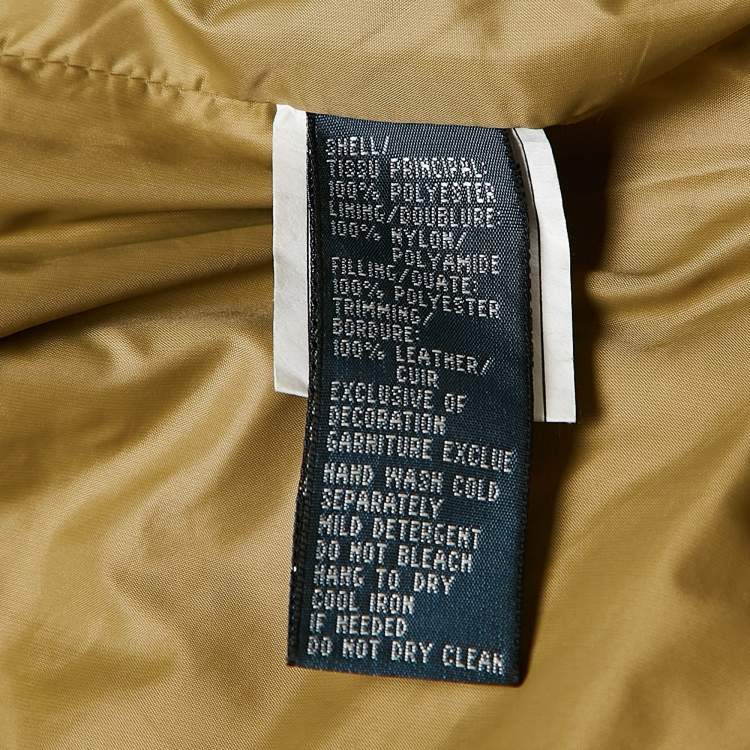 SHELL/
TISSU PRINCIPAL:
100% POLYESTER
LINING/DOUBLURE:
100% NYLON/
POLYAMIDE
FILLING/OUATE:
100% POLYESTER
TRIMMING/
BORDURE:
100% LEATHER/
CUIR
EXCLUSIVE OF
DECORATION
GARNITURE EXCLUE
HAND WASH COLD
SEPARATELY
MILD DETERGENT
DO NOT BLEACH
HANG TO DRY
COOL IRON
IF NEEDED
DO NOT DRY CLEAN